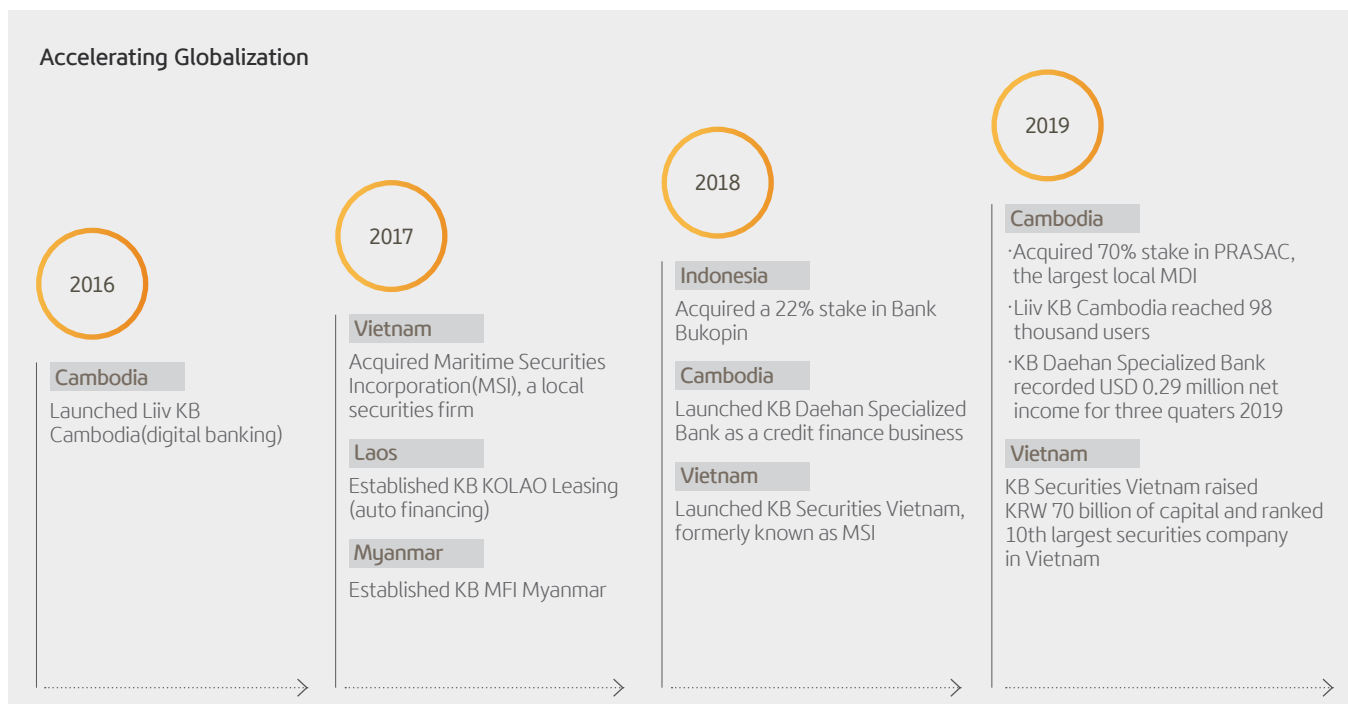 Accelerating Globalization
2016
Cambodia
Launched Liiv KB
Cambodia(digital banking)
2017
Vietnam
Acquired Maritime Securities
Incorporation(MSI), a local
securities firm
Laos
Established KB KOLAO Leasing
(auto financing)
Myanmar
Established KB MFI Myanmar
2018
Indonesia
Acquired a 22% stake in Bank
Bukopin
Cambodia
Launched KB Daehan Specialized
Bank as a credit finance business
Vietnam
Launched KB Securities Vietnam,
formerly known as MSI
2019
Cambodia
·Acquired 70% stake in PRASAC,
the largest local MDI
·Liiv KB Cambodia reached 98
thousand users
·KB Daehan Specialized Bank
recorded USD 0.29 million net
income for three quaters 2019
Vietnam
KB Securities Vietnam raised
KRW 70 billion of capital and ranked
10th largest securities company
in Vietnam